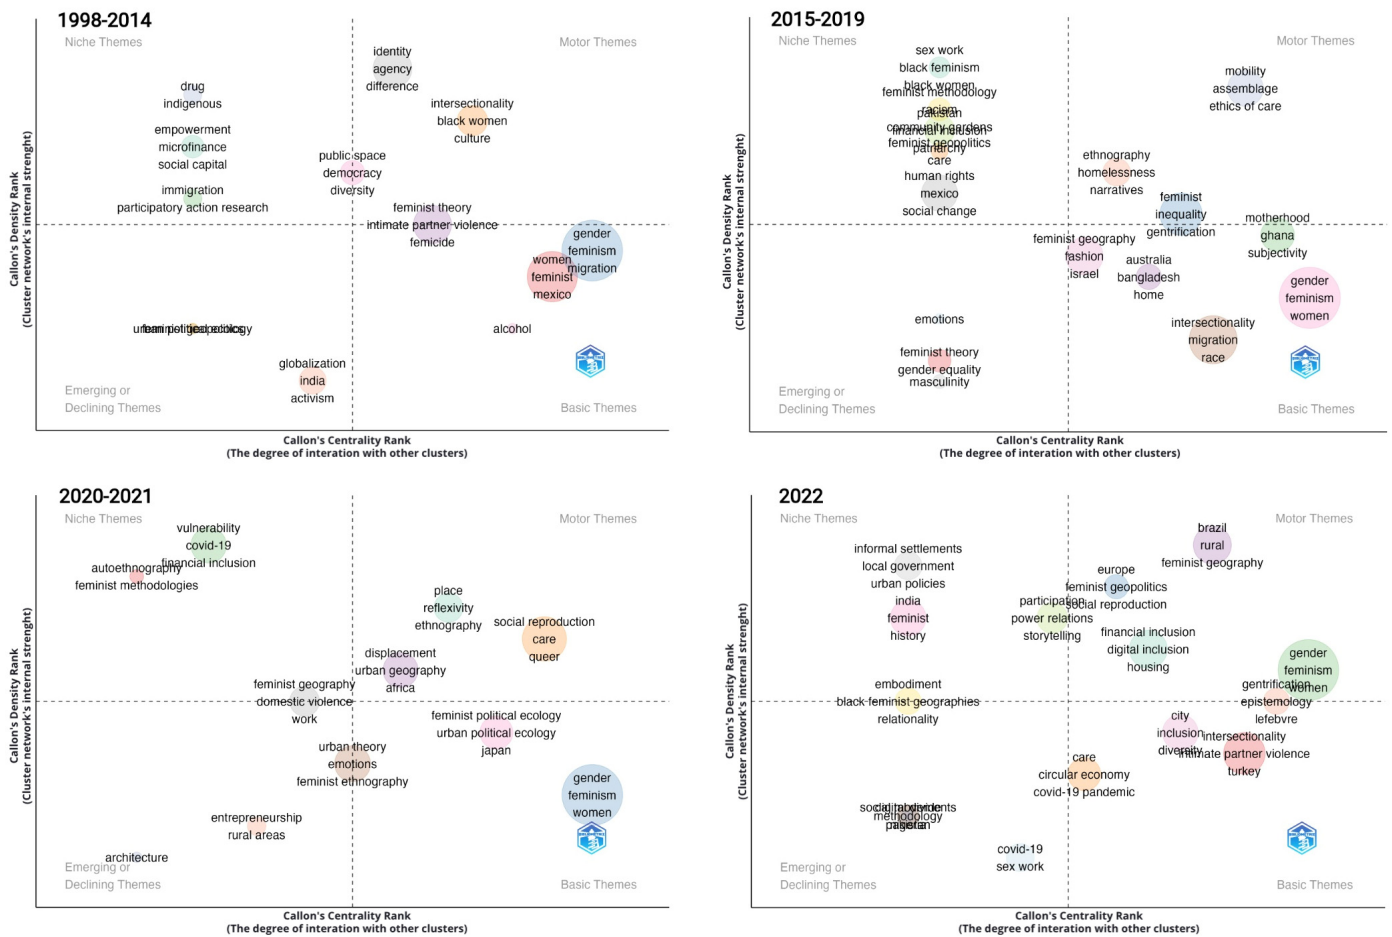 1998-2014
Niche Themes
Motor Themes
identity
agency
difference
drug
indigenous
intersectionality
black women
culture
empowerment
microfinance
social capital
public space
democracy
diversity
immigration
participatory action research
feminist theory
intimate partner violence
femicide
gender
feminism
migration
women
feminist
mexico
alcohol
globalization
india
activism
Emerging or
Declining Themes
Basic Themes
Callon's Density Rank
(Cluster network's internal strenght)
Callon's Centrality Rank
(The degree of interation with other clusters)
2015-2019
Niche Themes
Motor Themes
sex work
black feminism
black women
feminist methodology
racism
pakistan
community gardens
financial inclusion
feminist geopolitics
patriarchy
care
human rights
mexico
social change
mobility
assemblage
ethics of care
ethnography
homelessness
narratives
feminist
inequality
gentrification
motherhood
ghana
subjectivity
feminist geography
fashion
israel
australia
bangladesh
home
gender
feminism
women
intersectionality
migration
race
emotions
feminist theory
gender equality
masculinity
Emerging or
Declining Themes
Basic Themes
Callon's Density Rank
(Cluster network's internal strenght)
Callon's Centrality Rank
(The degree of interation with other clusters)
2020-2021
Niche Themes
Motor Themes
vulnerability
covid-19
financial inclusion
autoethnography
feminist methodologies
place
reflexivity
ethnography
social reproduction
care
queer
displacement
urban geography
africa
feminist geography
domestic violence
work
feminist political ecology
urban political ecology
japan
urban theory
emotions
feminist ethnography
gender
feminism
women
entrepreneurship
rural areas
architecture
Emerging or
Declining Themes
Basic Themes
Callon's Density Rank
(Cluster network's internal strenght)
Callon's Centrality Rank
(The degree of interation with other clusters)
2022
Niche Themes
Motor Themes
brazil
rural
feminist geography
informal settlements
local government
urban policies
europe
feminist geopolitics
social reproduction
india
feminist
history
participation
power relations
storytelling
financial inclusion
digital inclusion
housing
gender
feminism
women
embodiment
black feminist geographies
relationality
gentrification
epistemology
lefebvre
city
inclusion
diversity
intersectionality
intimate partner violence
turkey
care
circular economy
covid-19 pandemic
methodology
covid-19
sex work
Emerging or
Declining Themes
Basic Themes
Callon's Density Rank
(Cluster network's internal strenght)
Callon's Centrality Rank
(The degree of interation with other clusters)